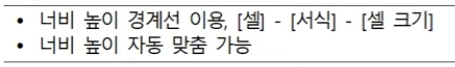 • 너비 높이 경계선 이용, [셀] - [서식] - [셀 크기]
• 너비 높이 자동 맞춤 가능